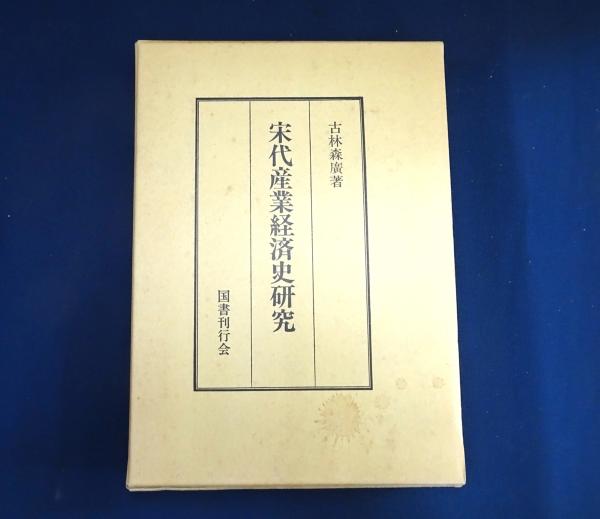 古林森廣著
宋代産業経済史研究
国書刊行会